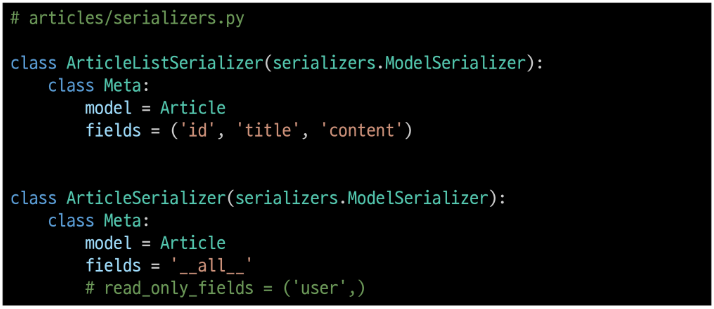 # articles/serializers.py
class ArticleListSerializer(serializers.ModelSerializer):
class Meta:
model = Article
fields = ('id', 'title', 'content')
class ArticleSerializer(serializers.ModelSerializer):
class Meta:
model = Article
fields = '__all__'
# read_only_fields = ('user',)